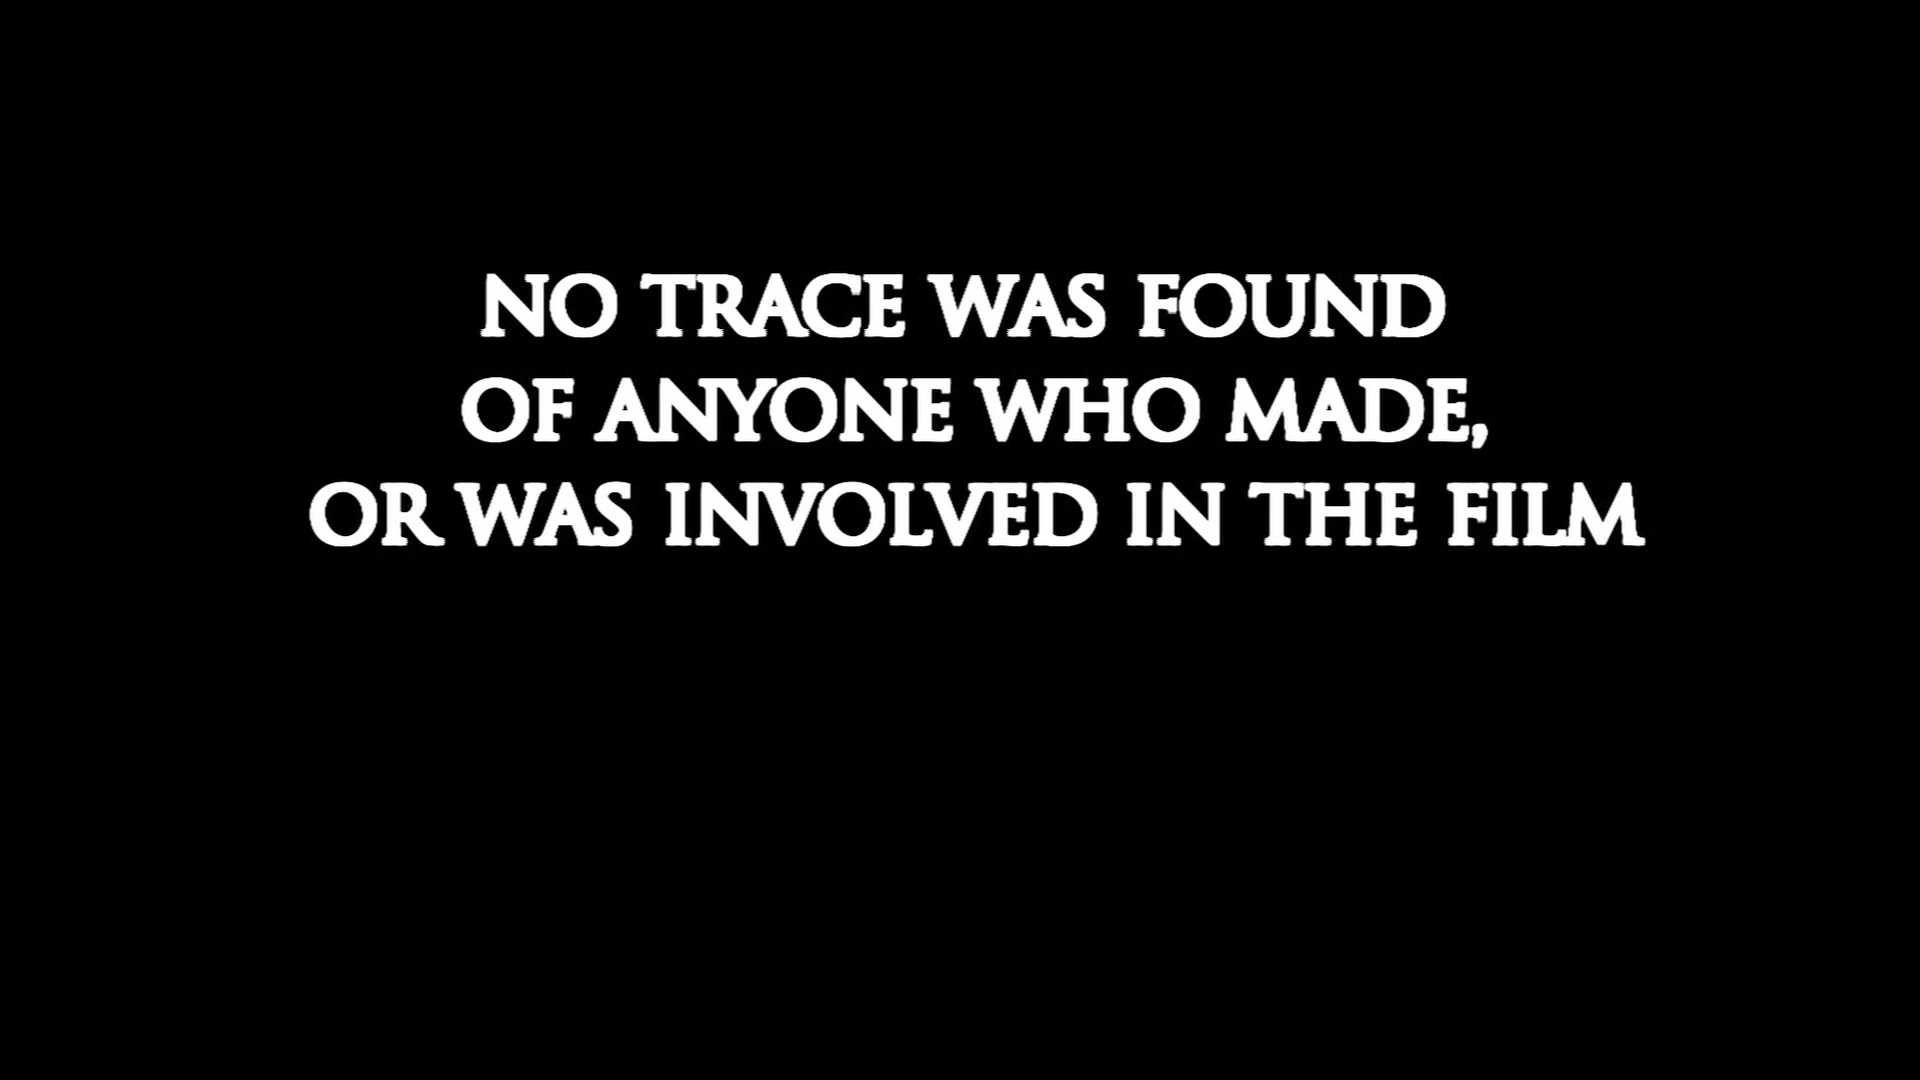 NO TRACE WAS FOUND
OF ANYONE WHO MADE,
OR WAS INVOLVED IN THE FILM